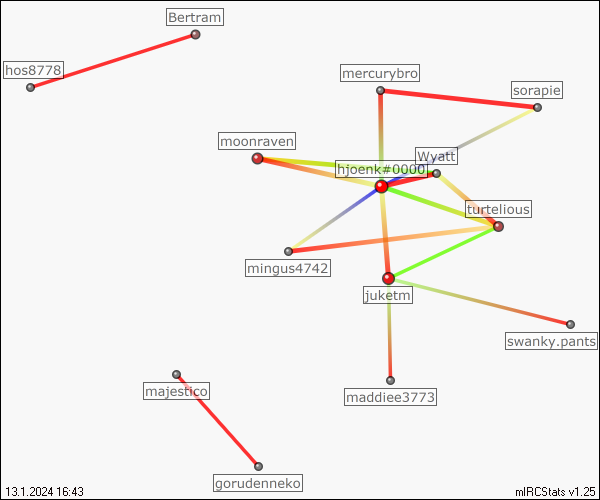 Bertram
hos8778
mercurybro
sorapie
moonraven
Wyatt
hjoenk#0000
turtelious
mingus4742
juketm
swanky.pants
majestico
maddiee3773
gorudenneko
13.1.2024 16:43
mIRCStats v1.25